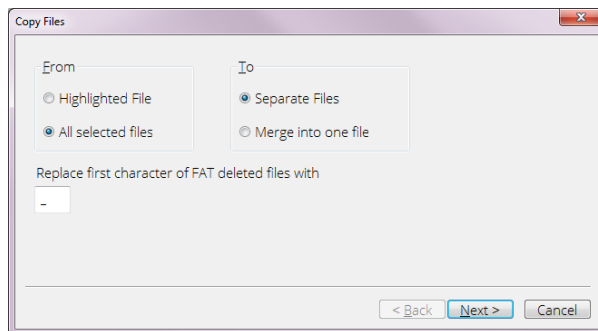 Copy Files
From
To
Highlighted File
Separate Files
All selected files
Merge into one file
Replace first character of FAT deleted files with
_
< Back
Next >
Cancel